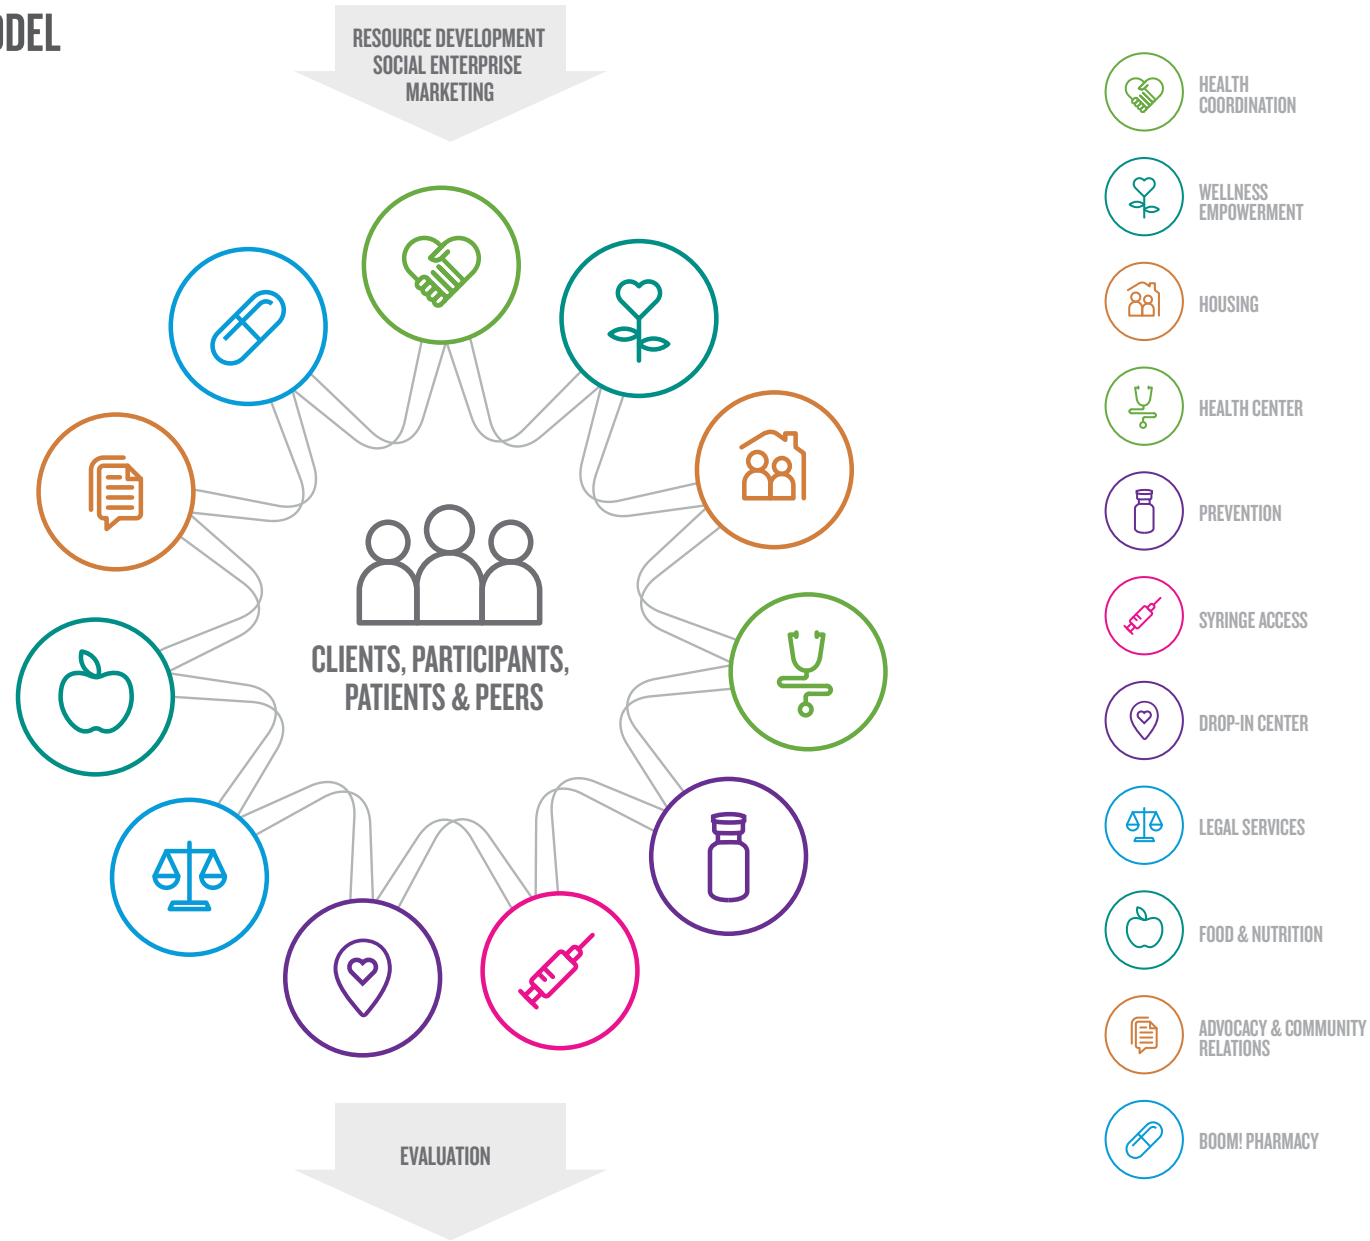 RESOURCE DEVELOPMENT
SOCIAL ENTERPRISE
MARKETING
CLIENTS, PARTICIPANTS,
PATIENTS & PEERS
EVALUATION
HEALTH
COORDINATION
WELLNESS
EMPOWERMENT
HOUSING
HEALTH CENTER
PREVENTION
SYRINGE ACCESS
DROP-IN CENTER
LEGAL SERVICES
FOOD & NUTRITION
ADVOCACY & COMMUNITY
RELATIONS
BOOM! PHARMACY